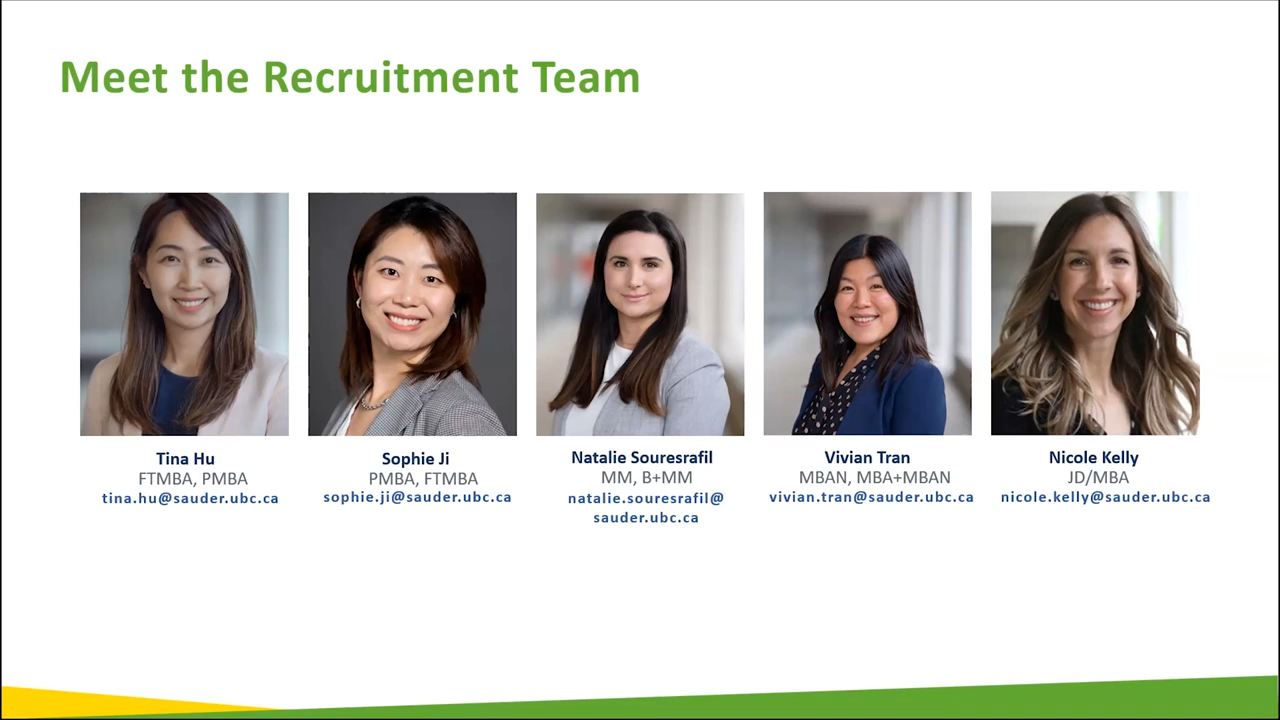 Meet the Recruitment Team
Tina Hu
FTMBA, PMBA
tina.hu@sauder.ubc.ca
Sophie Ji
PMBA, FTMBA
sophie.ji@sauder.ubc.ca
Natalie Souresrafil
MM, B+MM
natalie.souresrafil@
sauder.ubc.ca
Vivian Tran
MBAN, MBA+MBAN
vivian.tran@sauder.ubc.ca
Nicole Kelly
JD/MBA
nicole.kelly@sauder.ubc.ca